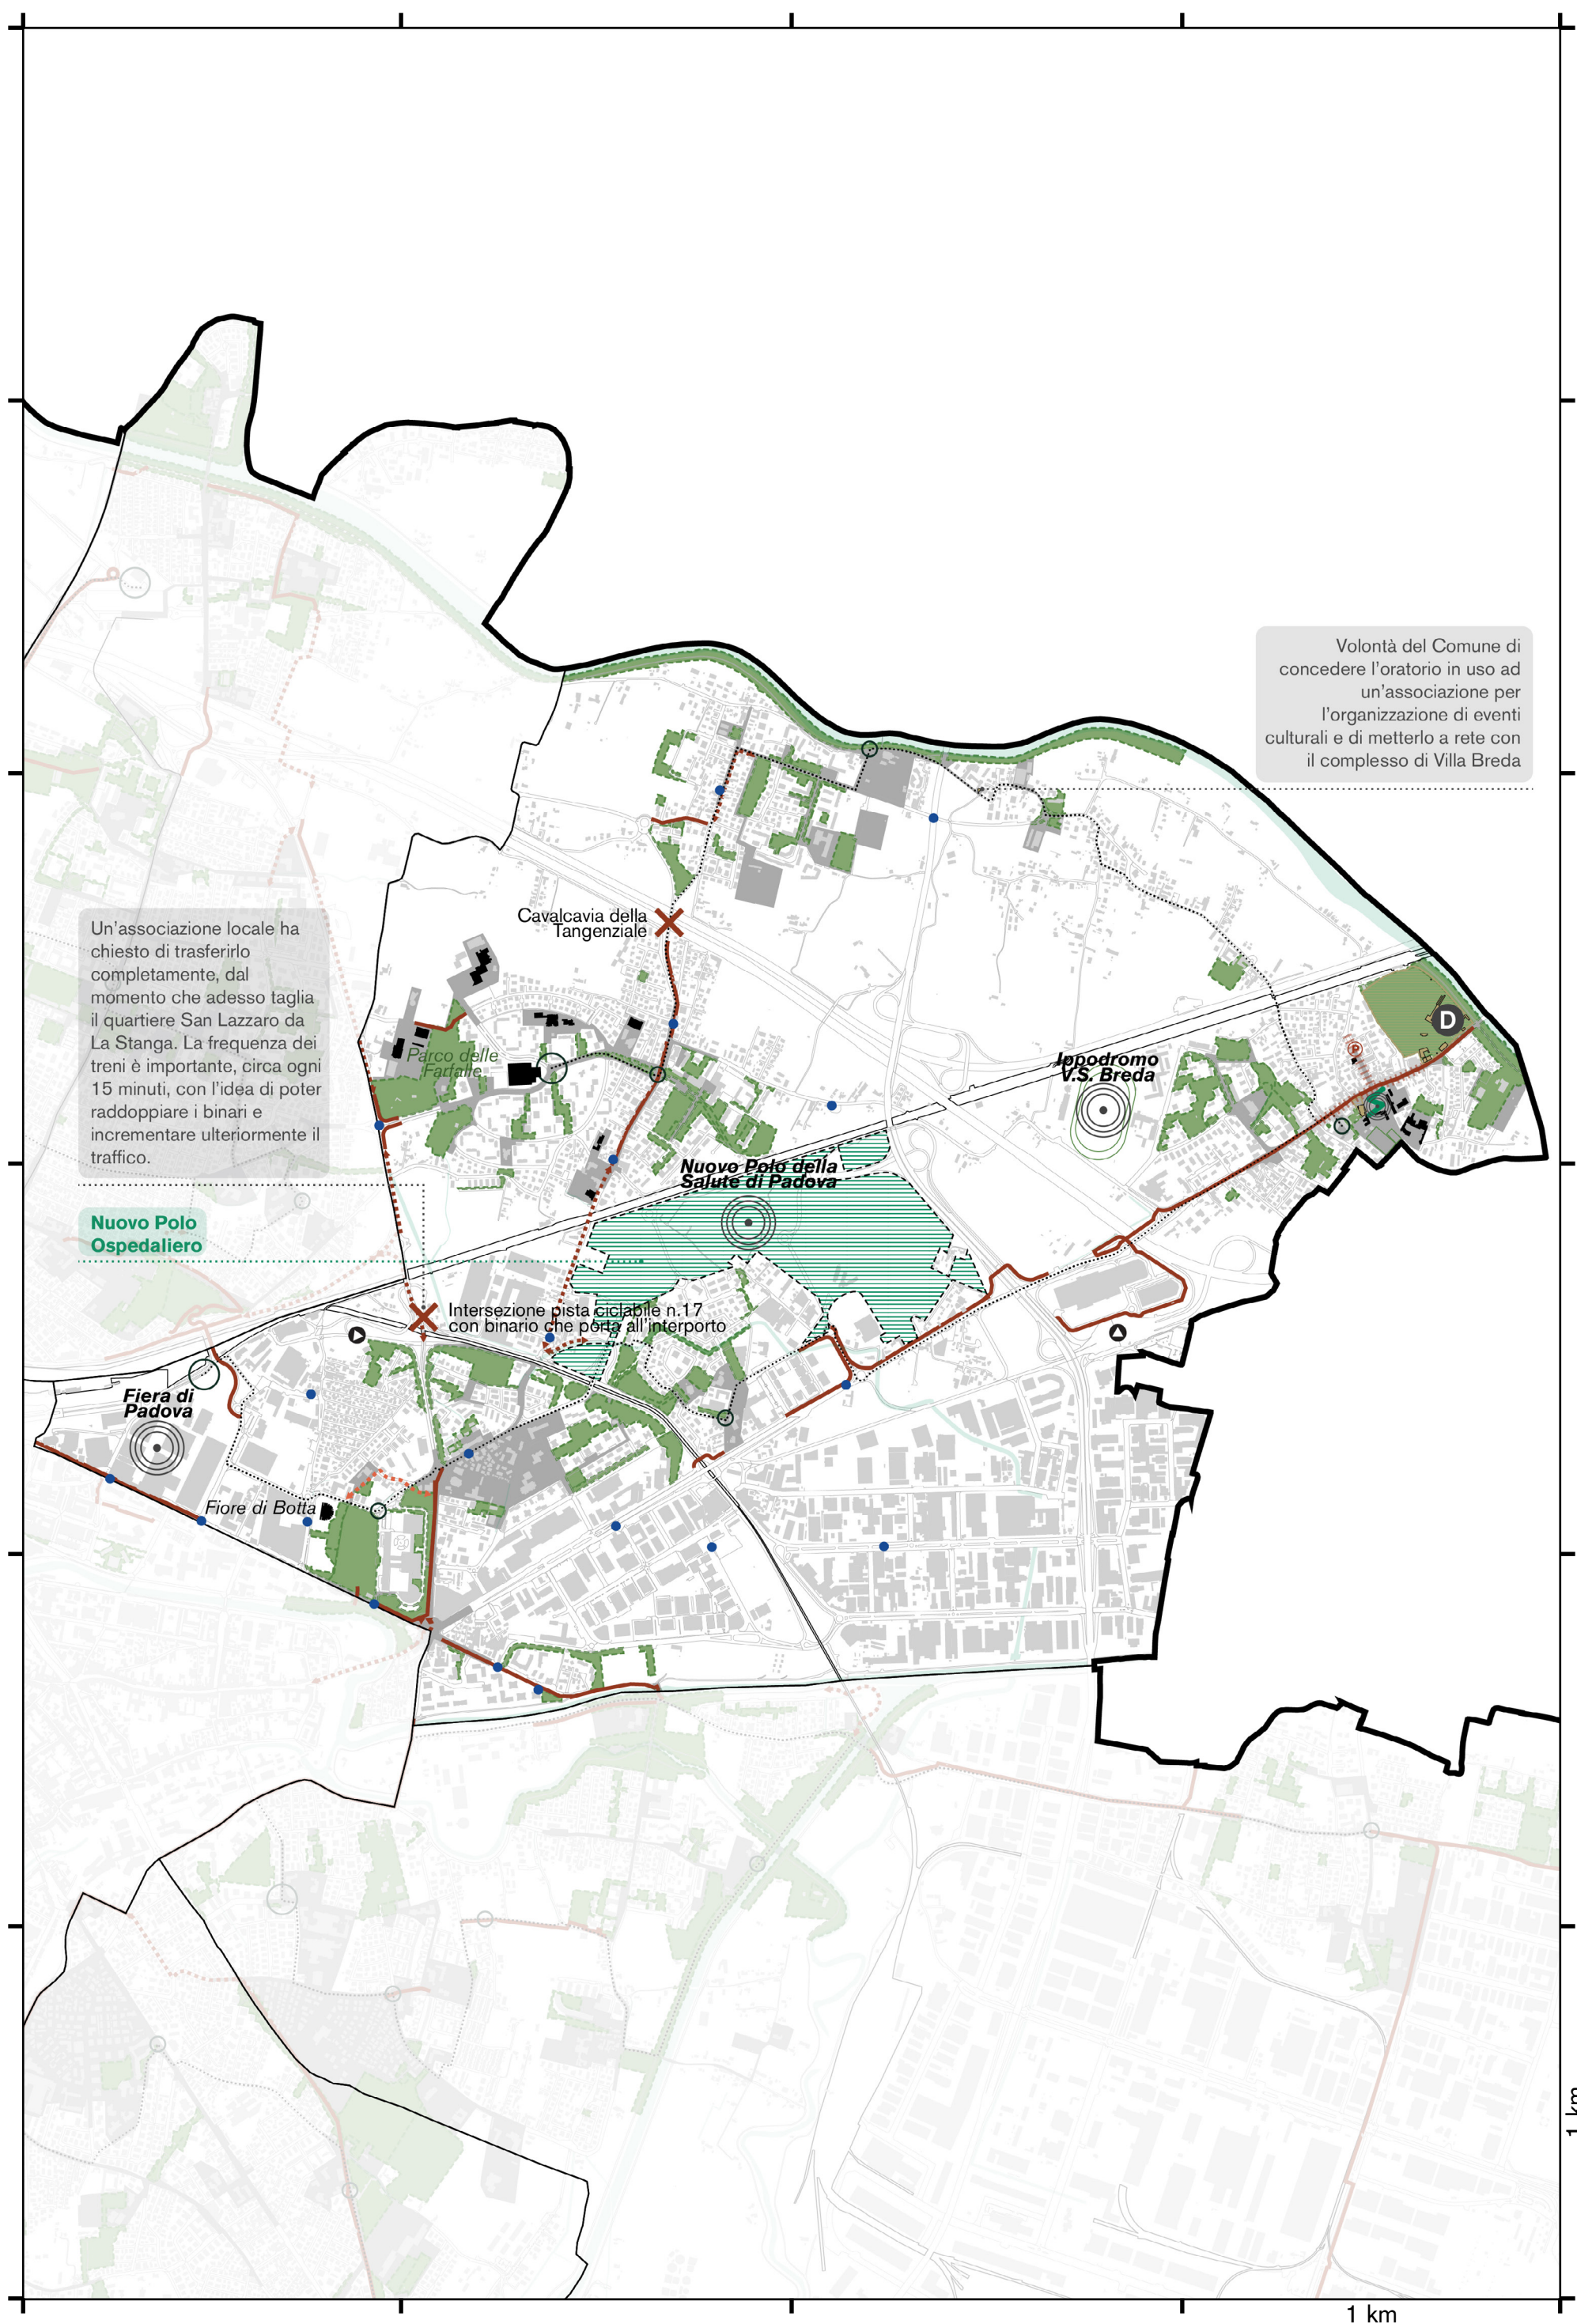 Volontà del Comune di
concedere l'oratorio in uso ad
un'associazione per
l'organizzazione di eventi
culturali e di metterlo a rete con
il complesso di Villa Breda
Cavalcavia della
Tangenziale
Un'associazione locale ha
chiesto di trasferirlo
completamente, dal
momento che adesso taglia
il quartiere San Lazzaro da
La Stanga. La frequenza dei
treni è importante, circa ogni
15 minuti, con l'idea di poter
raddoppiare i binari e
incrementare ulteriormente il
traffico.
D
Parco delle
Farfalle
P
Ippodromo
V.S. Breda
S
Nuovo Polo della
Salute di Padova
Nuovo Polo
Ospedaliero
Intersezione pista ciclabile n.17
con binario che porta all'interporto
Fiera di
Padova
Fiore di Botta
1 km
1 km